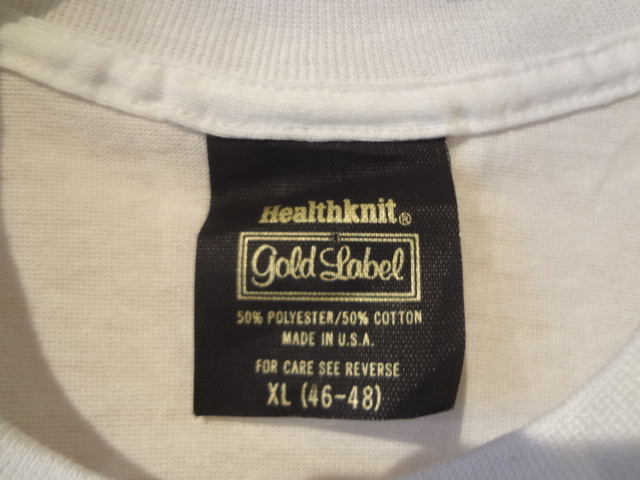 Healthknit®
Gold Label
50% POLYESTER/50% COTTON
MADE IN U.S.A.
FOR CARE SEE REVERSE
XL (46-48)